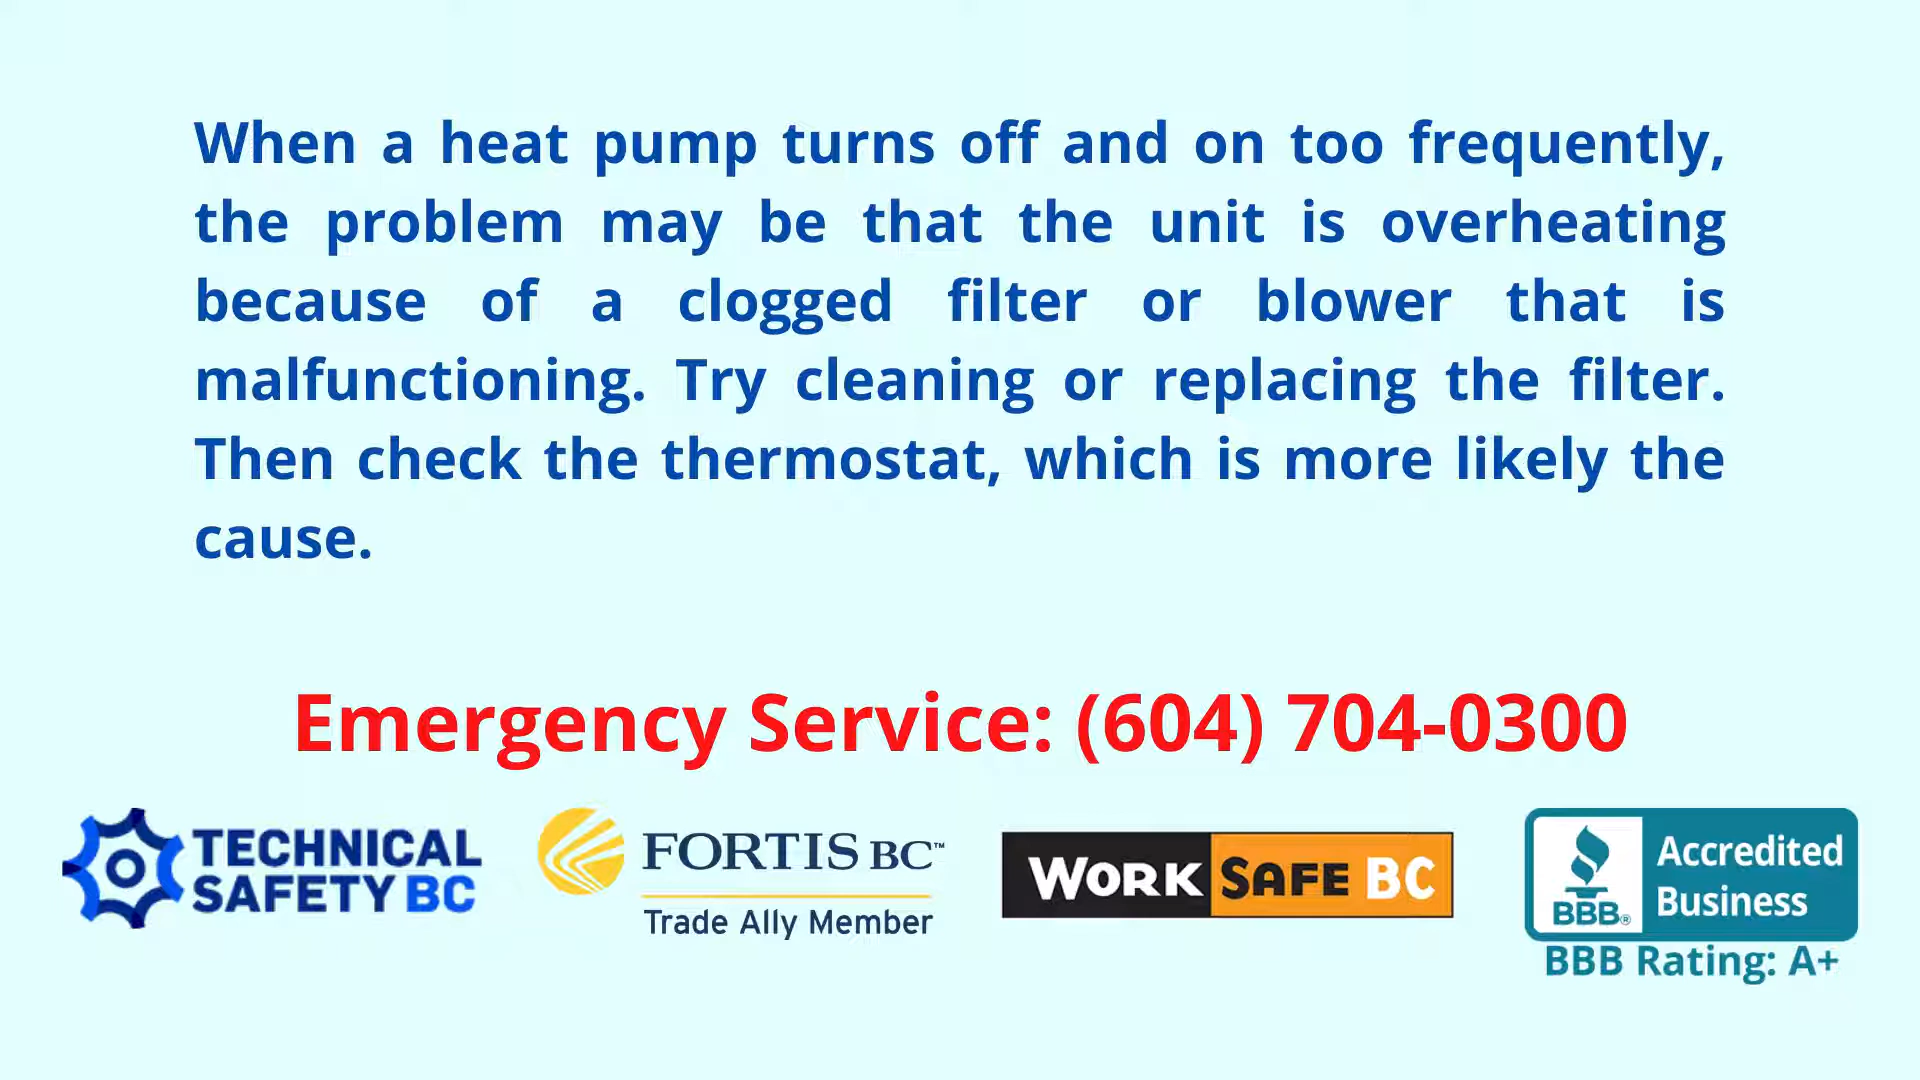 When a heat pump turns off and on too frequently,
the problem may be that the unit is overheating
because of a clogged filter or blower that is
malfunctioning. Try cleaning or replacing the filter.
Then check the thermostat, which is more likely the
cause.
Emergency Service: (604) 704-0300
TECHNICAL
SAFETY BC
FORTIS BC™
Trade Ally Member
WORK SAFE BC
BBB®
Accredited
Business
BBB Rating: A+